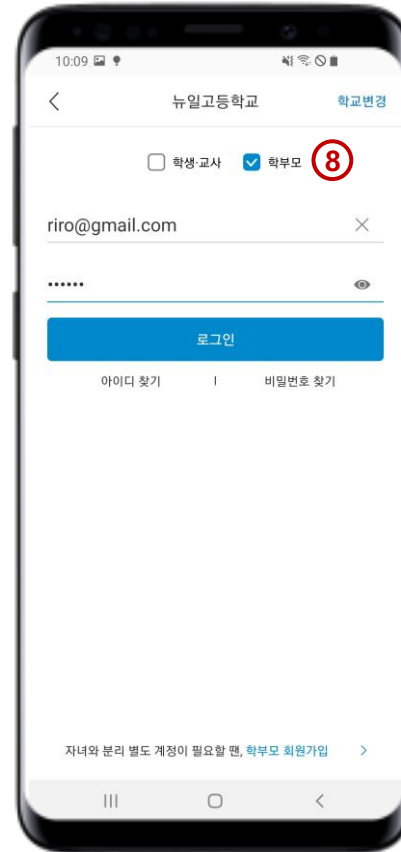 10:09
뉴일고등학교 학교변경
학생·교사 학부모 8
riro@gmail.com
••••••
로그인
아이디 찾기 | 비밀번호 찾기
자녀와 분리 별도 계정이 필요할 땐, 학부모 회원가입 >